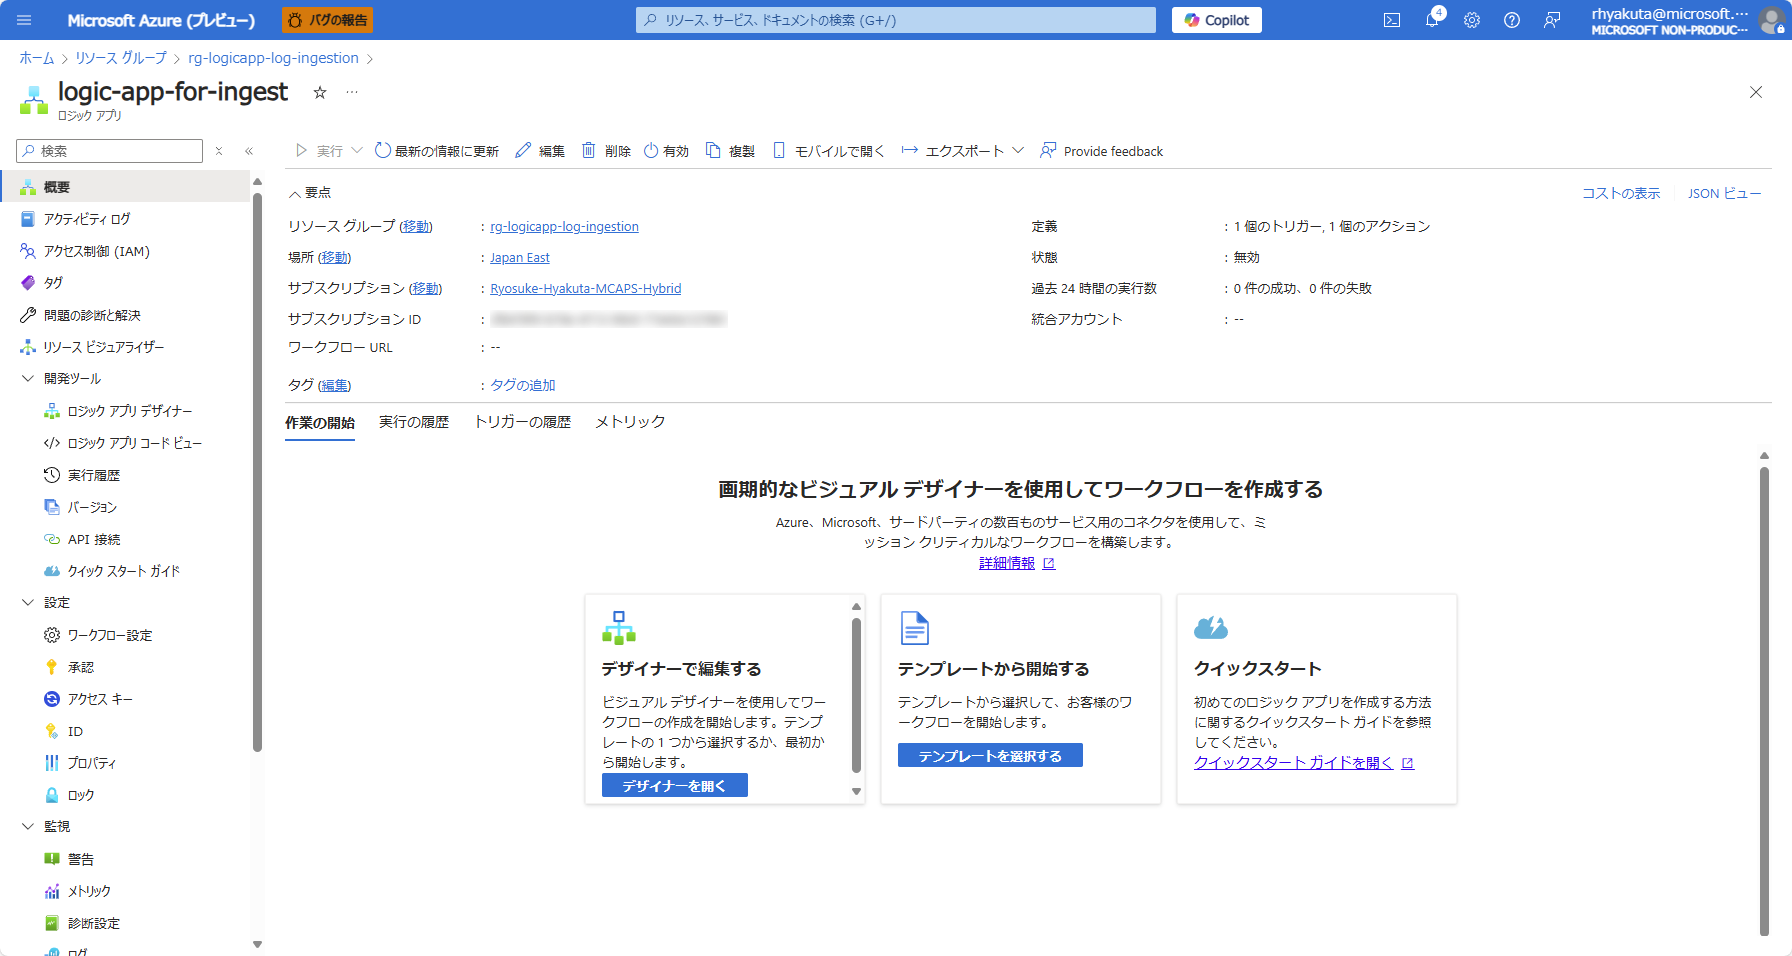 Microsoft Azure (プレビュー)
バグの報告
リソース、サービス、ドキュメントの検索 (G+/)
Copilot
4
rhyakuta@microsoft....
MICROSOFT NON-PRODUC...
ホーム > リソース グループ > rg-logicapp-log-ingestion >
logic-app-for-ingest
ロジック アプリ
検索
実行
最新の情報に更新
編集
削除
有効
複製
モバイルで開く
エクスポート
Provide feedback
概要
アクティビティ ログ
アクセス制御 (IAM)
タグ
問題の診断と解決
リソース ビジュアライザー
開発ツール
ロジック アプリ デザイナー
ロジック アプリ コード ビュー
実行履歴
バージョン
API 接続
クイック スタート ガイド
設定
ワークフロー設定
承認
アクセス キー
ID
プロパティ
ロック
監視
警告
メトリック
診断設定
ログ
要点
コストの表示
JSON ビュー
リソース グループ (移動) : rg-logicapp-log-ingestion
場所 (移動) : Japan East
サブスクリプション (移動) : Ryosuke-Hyakuta-MCAPS-Hybrid
サブスクリプション ID :
ワークフロー URL : --
タグ (編集) : タグの追加
定義 : 1 個のトリガー, 1 個のアクション
状態 : 無効
過去 24 時間の実行数 : 0 件の成功、0 件の失敗
統合アカウント : --
作業の開始
実行の履歴
トリガーの履歴
メトリック
画期的なビジュアル デザイナーを使用してワークフローを作成する
Azure、Microsoft、サードパーティの数百ものサービス用のコネクタを使用して、ミ
ッション クリティカルなワークフローを構築します。
詳細情報
デザイナーで編集する
ビジュアル デザイナーを使用してワー
クフローの作成を開始します。テンプ
レートの 1 つから選択するか、最初か
ら開始します。
デザイナーを開く
テンプレートから開始する
テンプレートから選択して、お客様のワ
ークフローを開始します。
テンプレートを選択する
クイックスタート
初めてのロジック アプリを作成する方法
に関するクイックスタート ガイドを参照
してください。
クイックスタート ガイドを開く